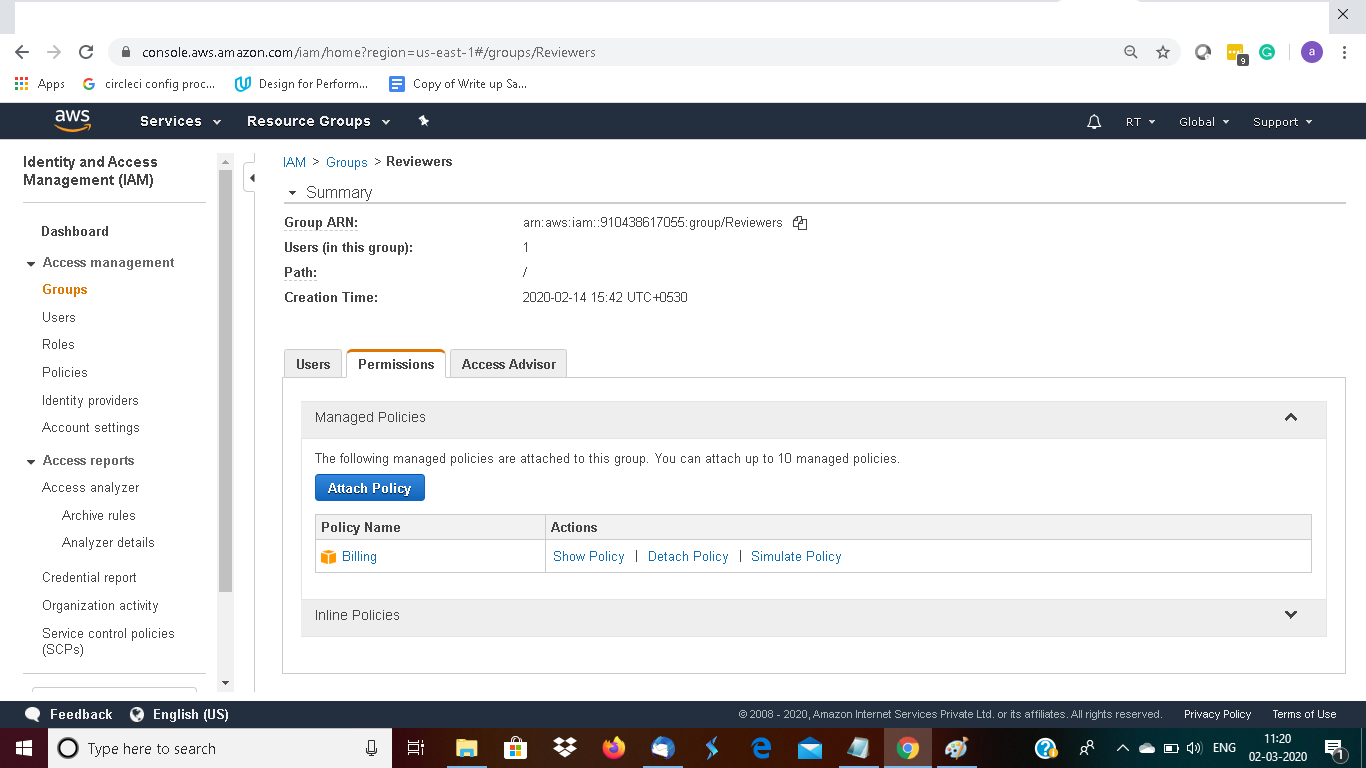 console.aws.amazon.com/iam/home?region=us-east-1#/groups/Reviewers
9
a
Apps
circleci config proc...
Design for Perform...
Copy of Write up Sa...
aws
Services
Resource Groups
RT
Global
Support
Identity and Access
Management (IAM)
Dashboard
Access management
Groups
Users
Roles
Policies
Identity providers
Account settings
Access reports
Access analyzer
Archive rules
Analyzer details
Credential report
Organization activity
Service control policies
(SCPs)
IAM > Groups > Reviewers
Summary
Group ARN: arn:aws:iam::910438617055:group/Reviewers
Users (in this group): 1
Path: /
Creation Time: 2020-02-14 15:42 UTC+0530
Users Permissions Access Advisor
Managed Policies
The following managed policies are attached to this group. You can attach up to 10 managed policies.
Attach Policy
Policy Name Actions
Billing Show Policy | Detach Policy | Simulate Policy
Inline Policies
Feedback English (US) © 2008 - 2020, Amazon Internet Services Private Ltd. or its affiliates. All rights reserved. Privacy Policy Terms of Use
Type here to search
ENG
11:20
02-03-2020
1